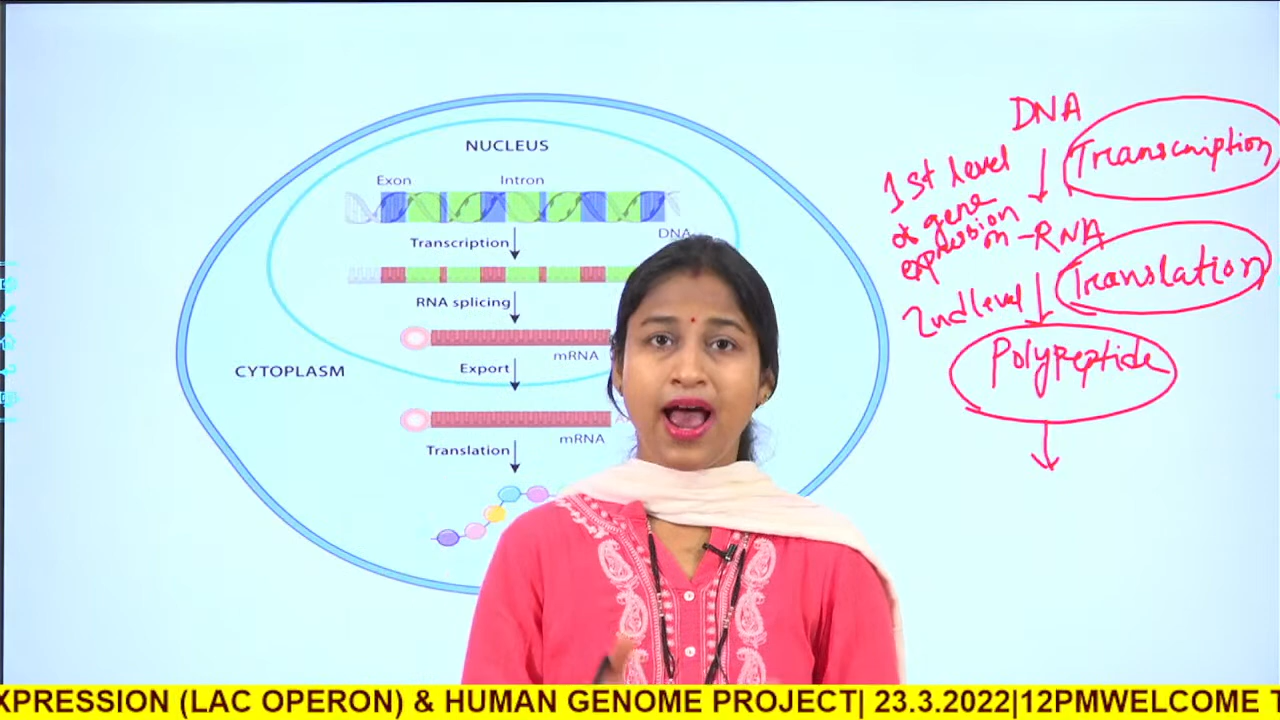 NUCLEUS
Exon
Intron
DNA
Transcription
RNA splicing
mRNA
Export
CYTOPLASM
mRNA
Translation
DNA
Transcription
1st level
of gene
expression
on
-RNA
Translation
2nd level
Polypeptide
XPRESSION (LAC OPERON) & HUMAN GENOME PROJECT| 23.3.2022|12PMWELCOME T